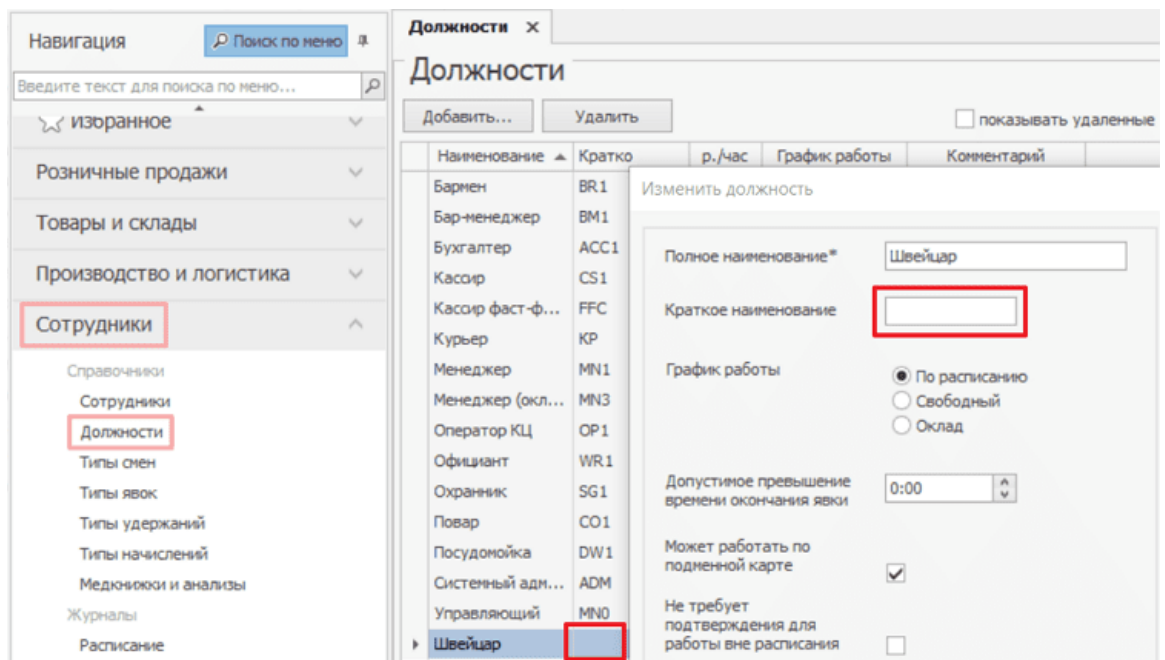 Навигация
Поиск по меню
Введите текст для поиска по меню...
Избранное
Розничные продажи
Товары и склады
Производство и логистика
Сотрудники
Справочники
Сотрудники
Должности
Типы смен
Типы явок
Типы удержаний
Типы начислений
Медкнижки и анализы
Журналы
Расписание
Должности
Должности
Добавить... Удалить показывать удаленные
Наименование Кратко р./час График работы Комментарий
Бармен BR1
Бар-менеджер BM1
Бухгалтер ACC1
Кассир CS1
Кассир фаст-ф... FFC
Курьер KP
Менеджер MN1
Менеджер (окл... MN3
Оператор КЦ OP1
Официант WR1
Охранник SG1
Повар CO1
Посудомойка DW1
Системный адм... ADM
Управляющий MN0
Швейцар
Изменить должность
Полное наименование* Швейцар
Краткое наименование
График работы
По расписанию
Свободный
Оклад
Допустимое превышение
времени окончания явки 0:00
Может работать по
подменной карте
Не требует
подтверждения для
работы вне расписания